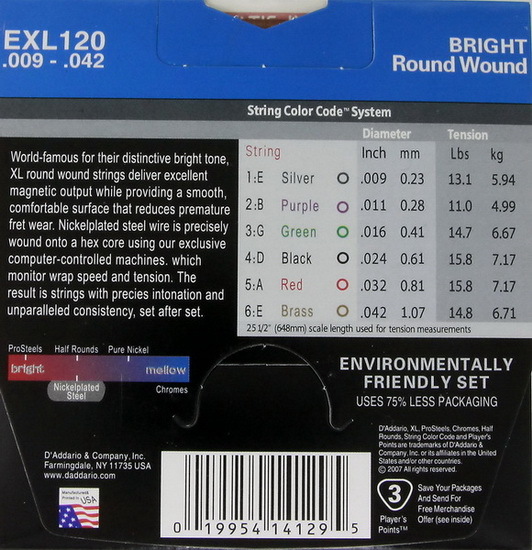 EXL120
.009 - .042
BRIGHT
Round Wound
String Color Code™ System
Diameter Tension
String Inch mm Lbs kg
1:E Silver .009 0.23 13.1 5.94
2:B Purple .011 0.28 11.0 4.99
3:G Green .016 0.41 14.7 6.67
4:D Black .024 0.61 15.8 7.17
5:A Red .032 0.81 15.8 7.17
6:E Brass .042 1.07 14.8 6.71
25 1/2" (648mm) scale length used for tension measurements
World-famous for their distinctive bright tone,
XL round wound strings deliver excellent
magnetic output while providing a smooth,
comfortable surface that reduces premature
fret wear. Nickelplated steel wire is precisely
wound onto a hex core using our exclusive
computer-controlled machines. which
monitor wrap speed and tension. The
result is strings with precies intonation and
unparalleled consistency, set after set.
ProSteels Half Rounds Pure Nickel
bright mellow
Nickelplated
Steel
Chromes
ENVIRONMENTALLY
FRIENDLY SET
USES 75% LESS PACKAGING
D'Addario, XL, ProSteels, Chromes, Half
Rounds, String Color Code and Player's
Points are trademarks of D'Addario &
Company, Inc. or its affiliates in the United
States and/or other countries.
© 2007 All rights reserved.
D'Addario & Company, Inc.
Farmingdale, NY 11735 USA
www.daddario.com
Manufactured &
Printed in USA
0 19954 14129 5
3
Player's
Points™
Save Your Packages
And Send For
Free Merchandise
Offer (see inside)